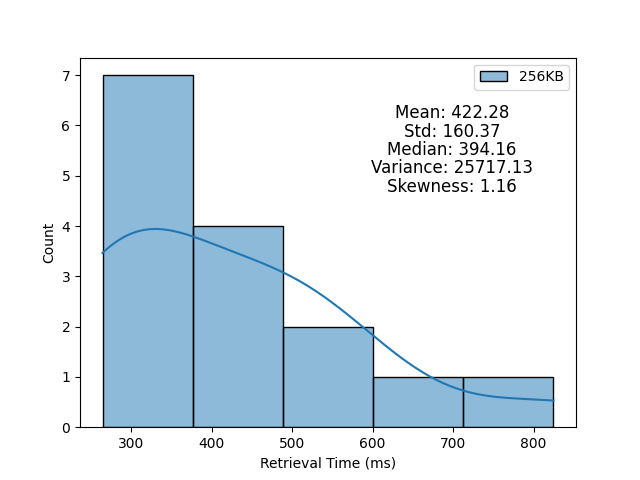 256KB
Mean: 422.28
Std: 160.37
Median: 394.16
Variance: 25717.13
Skewness: 1.16
7
6
5
4
3
2
1
0
Count
300 400 500 600 700 800
Retrieval Time (ms)